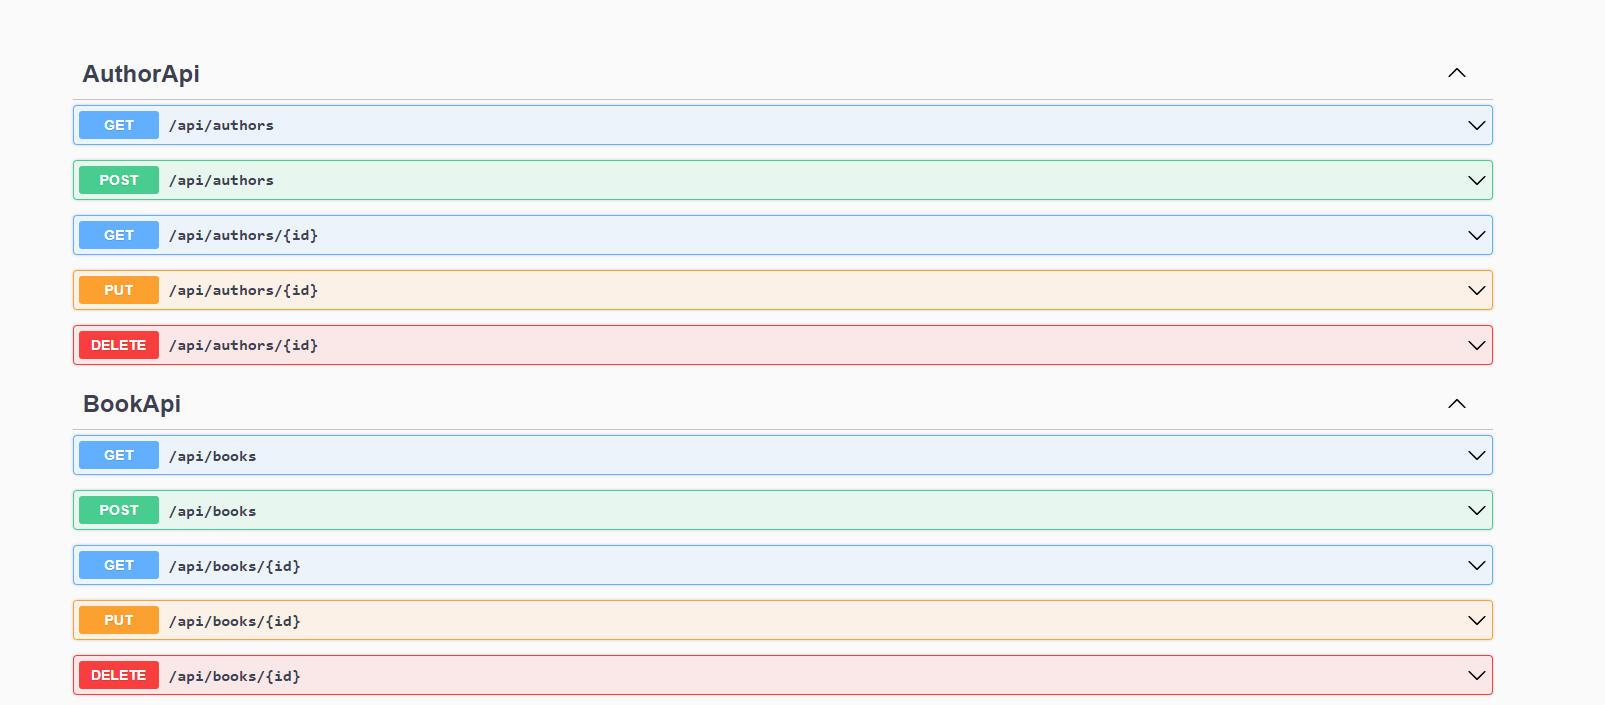 AuthorApi
GET /api/authors
POST /api/authors
GET /api/authors/{id}
PUT /api/authors/{id}
DELETE /api/authors/{id}
BookApi
GET /api/books
POST /api/books
GET /api/books/{id}
PUT /api/books/{id}
DELETE /api/books/{id}